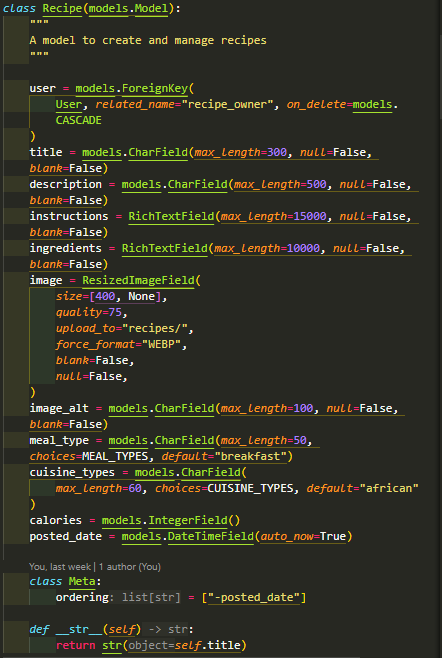 class Recipe(models.Model):
"""
A model to create and manage recipes
"""
user = models.ForeignKey(
User, related_name="recipe_owner", on_delete=models.
CASCADE
)
title = models.CharField(max_length=300, null=False,
blank=False)
description = models.CharField(max_length=500, null=False,
blank=False)
instructions = RichTextField(max_length=15000, null=False,
blank=False)
ingredients = RichTextField(max_length=10000, null=False,
blank=False)
image = ResizedImageField(
size=[400, None],
quality=75,
upload_to="recipes/",
force_format="WEBP",
blank=False,
null=False,
)
image_alt = models.CharField(max_length=100, null=False,
blank=False)
meal_type = models.CharField(max_length=50,
choices=MEAL_TYPES, default="breakfast")
cuisine_types = models.CharField(
max_length=60, choices=CUISINE_TYPES, default="african"
)
calories = models.IntegerField()
posted_date = models.DateTimeField(auto_now=True)
You, last week | 1 author (You)
class Meta:
ordering: list[str] = ["-posted_date"]
def __str__(self) -> str:
return str(object=self.title)